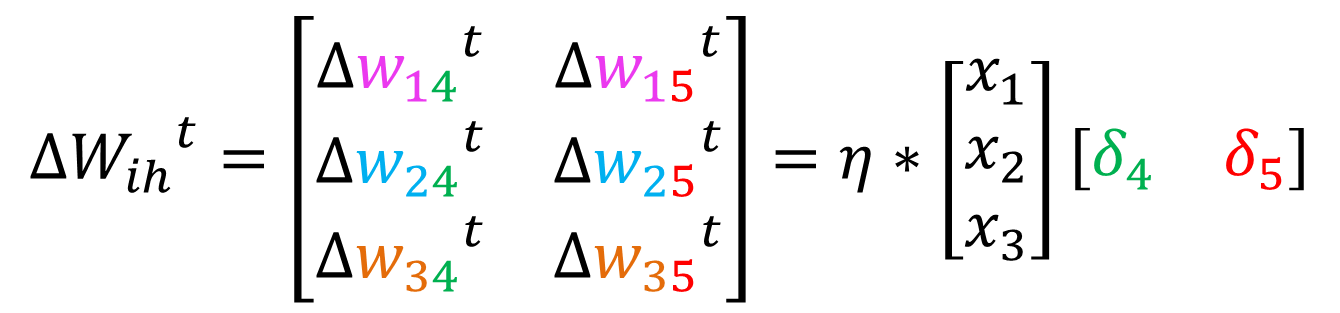 ΔW_ih^t = [Δw_14^t Δw_15^t; Δw_24^t Δw_25^t; Δw_34^t Δw_35^t] = η * [x_1; x_2; x_3] [δ_4 δ_5]